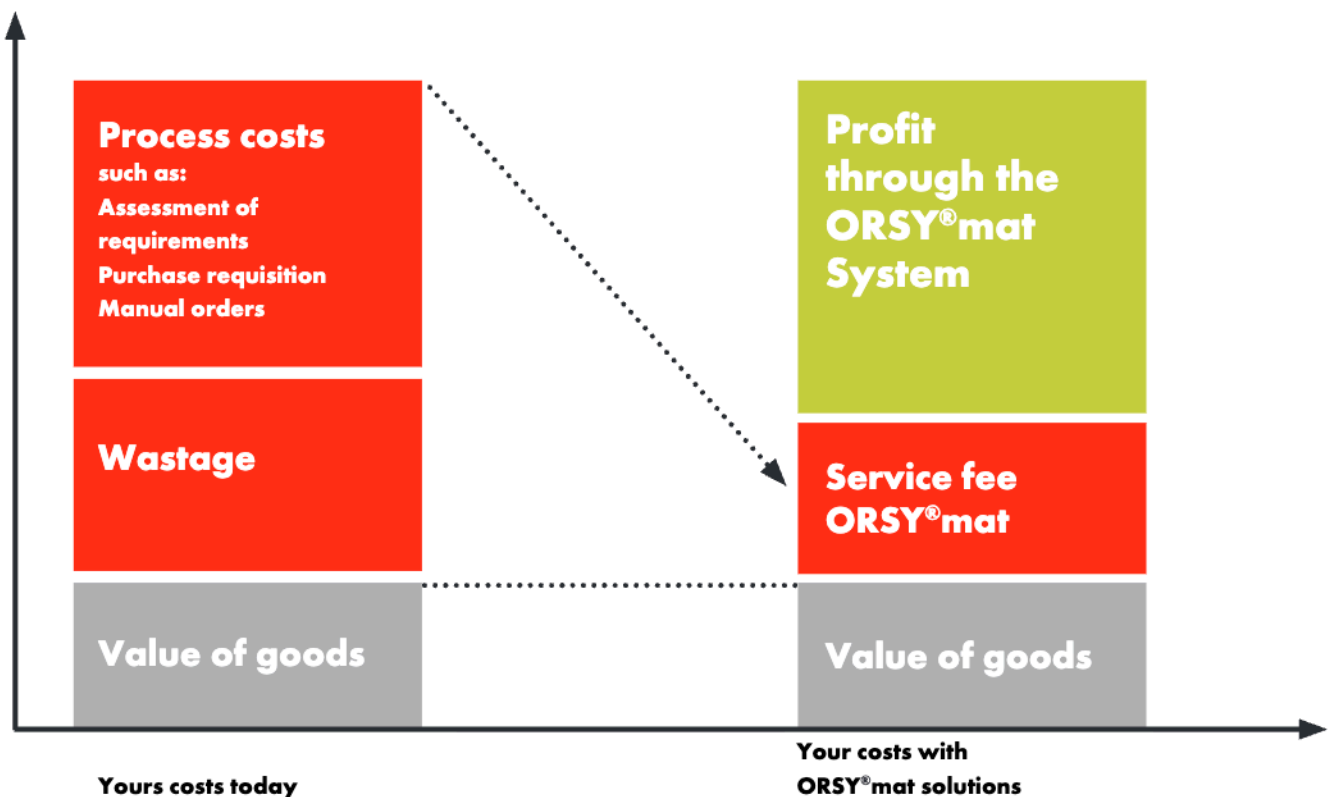 Process costs
such as:
Assessment of
requirements
Purchase requisition
Manual orders
Wastage
Value of goods
Yours costs today
Profit
through the
ORSY®mat
System
Service fee
ORSY®mat
Value of goods
Your costs with
ORSY®mat solutions